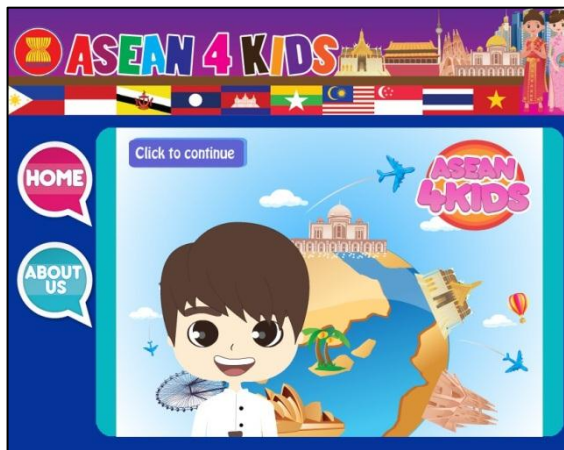 ASEAN 4 KIDS
Click to continue
ASEAN
4KIDS
HOME
ABOUT
US